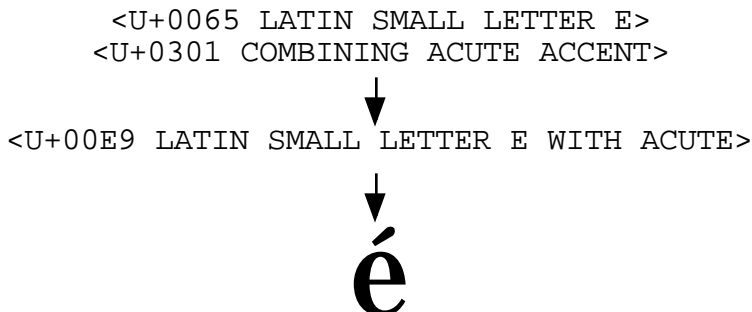 <U+0065 LATIN SMALL LETTER E>
<U+0301 COMBINING ACUTE ACCENT>
<U+00E9 LATIN SMALL LETTER E WITH ACUTE>
é